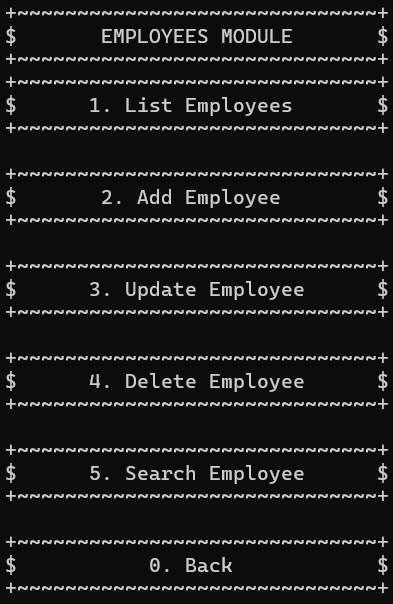 +~~~~~~~~~~~~~~~~~~~~~~~~~~~~~~+
$       EMPLOYEES MODULE       $
+~~~~~~~~~~~~~~~~~~~~~~~~~~~~~~+
+~~~~~~~~~~~~~~~~~~~~~~~~~~~~~~+
$      1. List Employees       $
+~~~~~~~~~~~~~~~~~~~~~~~~~~~~~~+

+~~~~~~~~~~~~~~~~~~~~~~~~~~~~~~+
$       2. Add Employee        $
+~~~~~~~~~~~~~~~~~~~~~~~~~~~~~~+

+~~~~~~~~~~~~~~~~~~~~~~~~~~~~~~+
$      3. Update Employee      $
+~~~~~~~~~~~~~~~~~~~~~~~~~~~~~~+

+~~~~~~~~~~~~~~~~~~~~~~~~~~~~~~+
$      4. Delete Employee      $
+~~~~~~~~~~~~~~~~~~~~~~~~~~~~~~+

+~~~~~~~~~~~~~~~~~~~~~~~~~~~~~~+
$      5. Search Employee      $
+~~~~~~~~~~~~~~~~~~~~~~~~~~~~~~+

+~~~~~~~~~~~~~~~~~~~~~~~~~~~~~~+
$           0. Back            $
+~~~~~~~~~~~~~~~~~~~~~~~~~~~~~~+